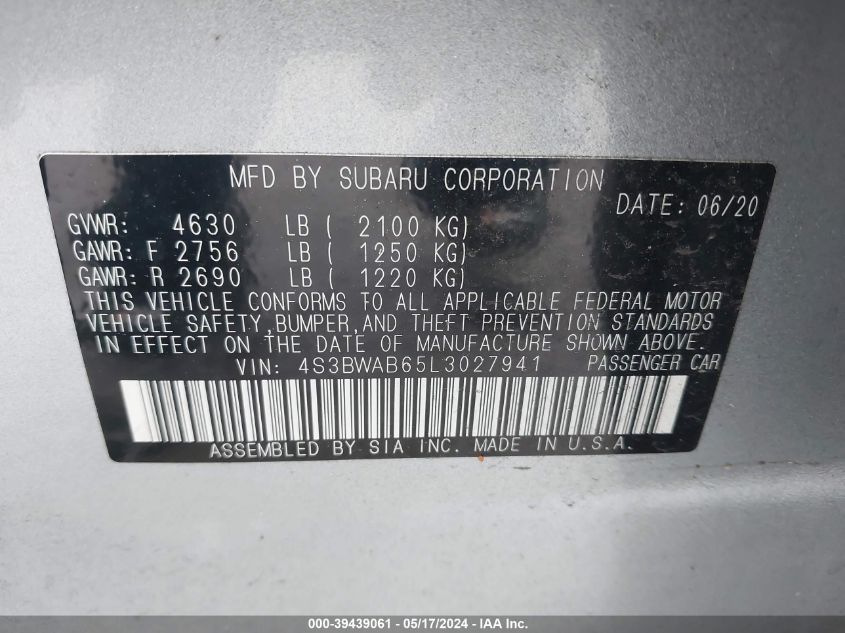 MFD BY SUBARU CORPORATION
DATE: 06/20
GVWR: 4630 LB ( 2100 KG)
GAWR: F 2756 LB ( 1250 KG)
GAWR: R 2690 LB ( 1220 KG)
THIS VEHICLE CONFORMS TO ALL APPLICABLE FEDERAL MOTOR
VEHICLE SAFETY,BUMPER,AND THEFT PREVENTION STANDARDS
IN EFFECT ON THE DATE OF MANUFACTURE SHOWN ABOVE.
VIN: 4S3BWAB65L3027941 PASSENGER CAR
ASSEMBLED BY SIA INC. MADE IN U.S.A.
000-39439061 - 05/17/2024 - IAA Inc.